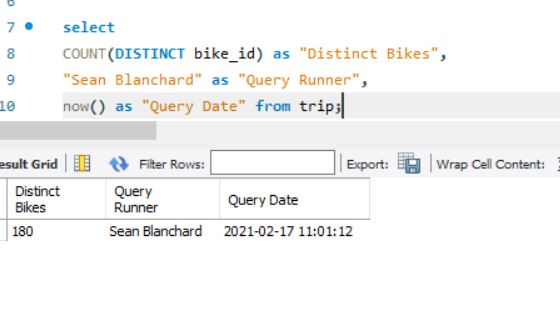 7 select
8 COUNT(DISTINCT bike_id) as "Distinct Bikes",
9 "Sean Blanchard" as "Query Runner",
10 now() as "Query Date" from trip;
esult Grid Filter Rows: Export: Wrap Cell Content:
Distinct Bikes Query Runner Query Date
180 Sean Blanchard 2021-02-17 11:01:12